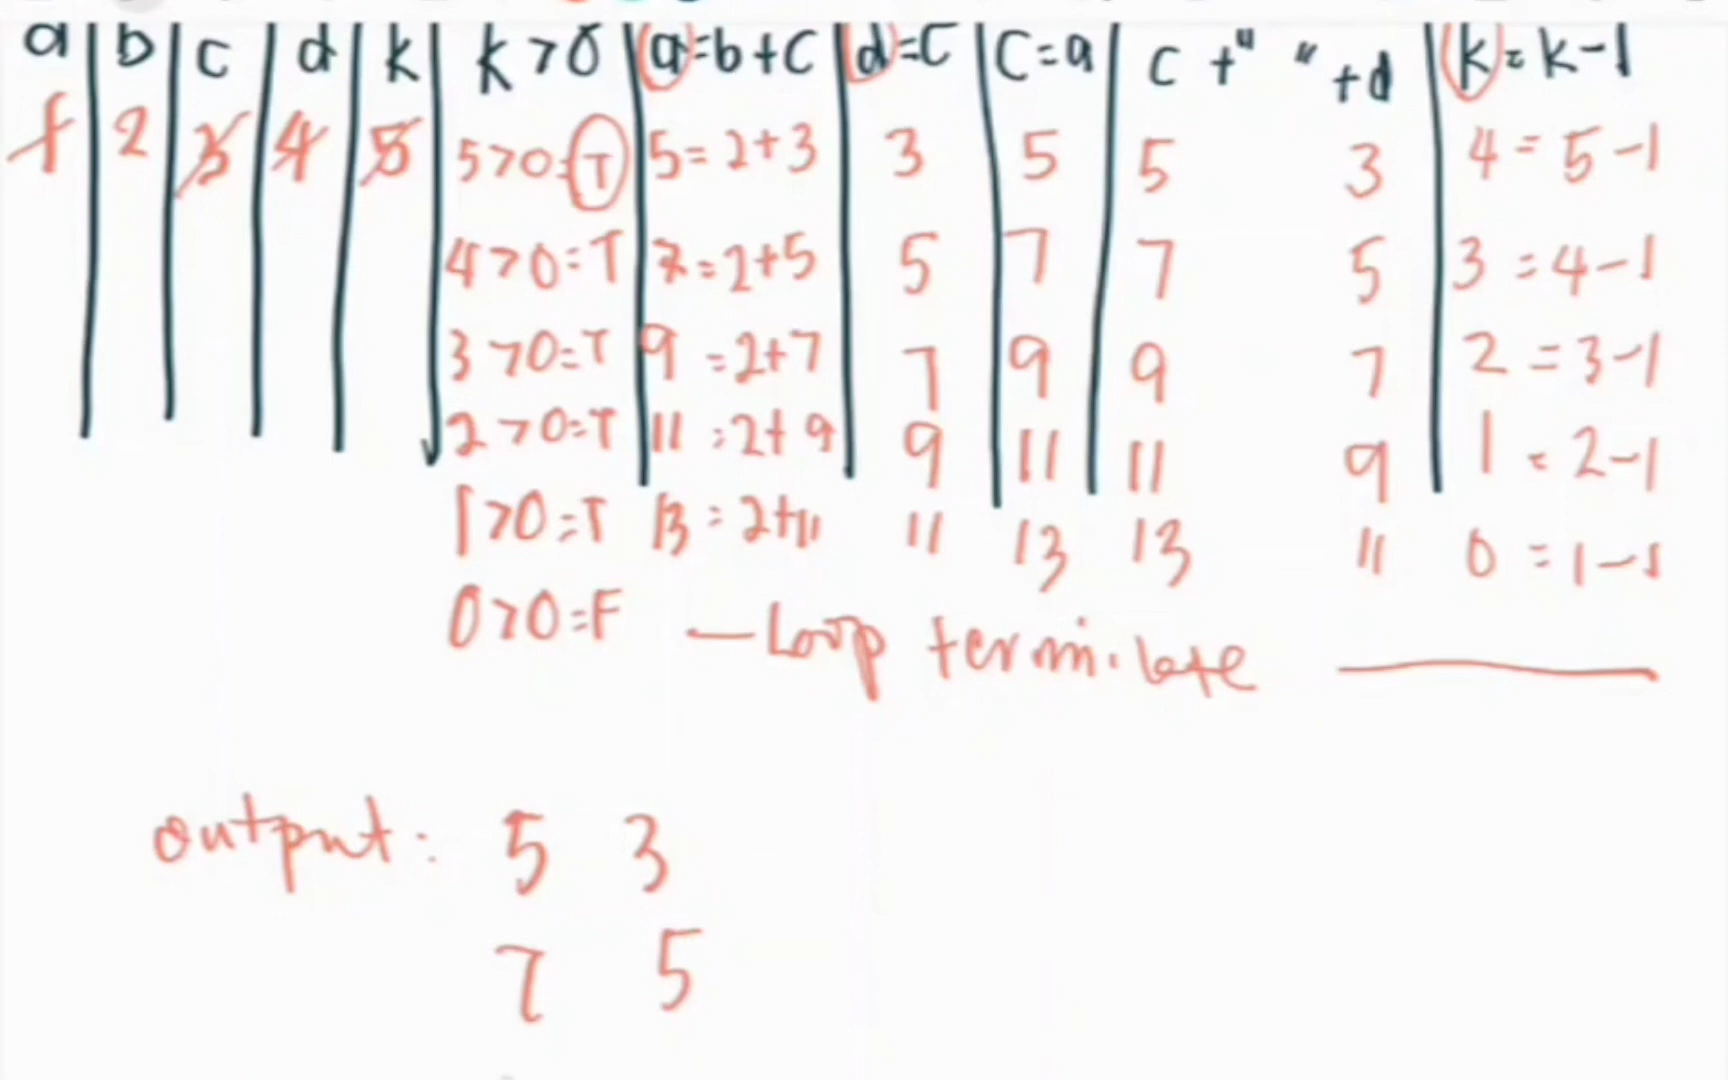 a b c d k k>0 a=b+c d=c c=a c +" " +d k=k-1
1 2 3 4 5 5>0=T 5=2+3 3 5 5 3 4=5-1
4>0=T 7=2+5 5 7 7 5 3=4-1
3>0=T 9=2+7 7 9 9 7 2=3-1
2>0=T 11=2+9 9 11 11 9 1=2-1
1>0=T 13=2+11 11 13 13 11 0=1-1
0>0=F - Loop terminate
output: 5 3
7 5